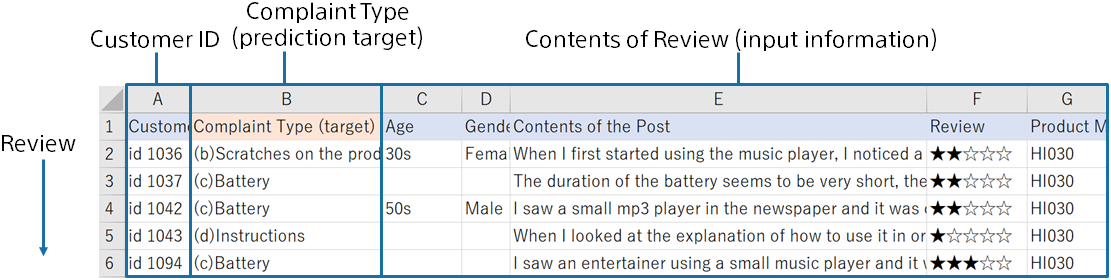 Complaint Type
Customer ID (prediction target) Contents of Review (input information)
A B C D E F G
Review
1 Custome Complaint Type (target) Age Gende Contents of the Post Review Product M
2 id 1036 (b)Scratches on the prod 30s Fema When I first started using the music player, I noticed a ★★☆☆☆ HI030
3 id 1037 (c)Battery The duration of the battery seems to be very short, the ★★☆☆☆ HI030
4 id 1042 (c)Battery 50s Male I saw a small mp3 player in the newspaper and it was ★★☆☆☆ HI030
5 id 1043 (d)Instructions When I looked at the explanation of how to use it in or ★☆☆☆☆ HI030
6 id 1094 (c)Battery I saw an entertainer using a small music player and it ★★★☆☆ HI030